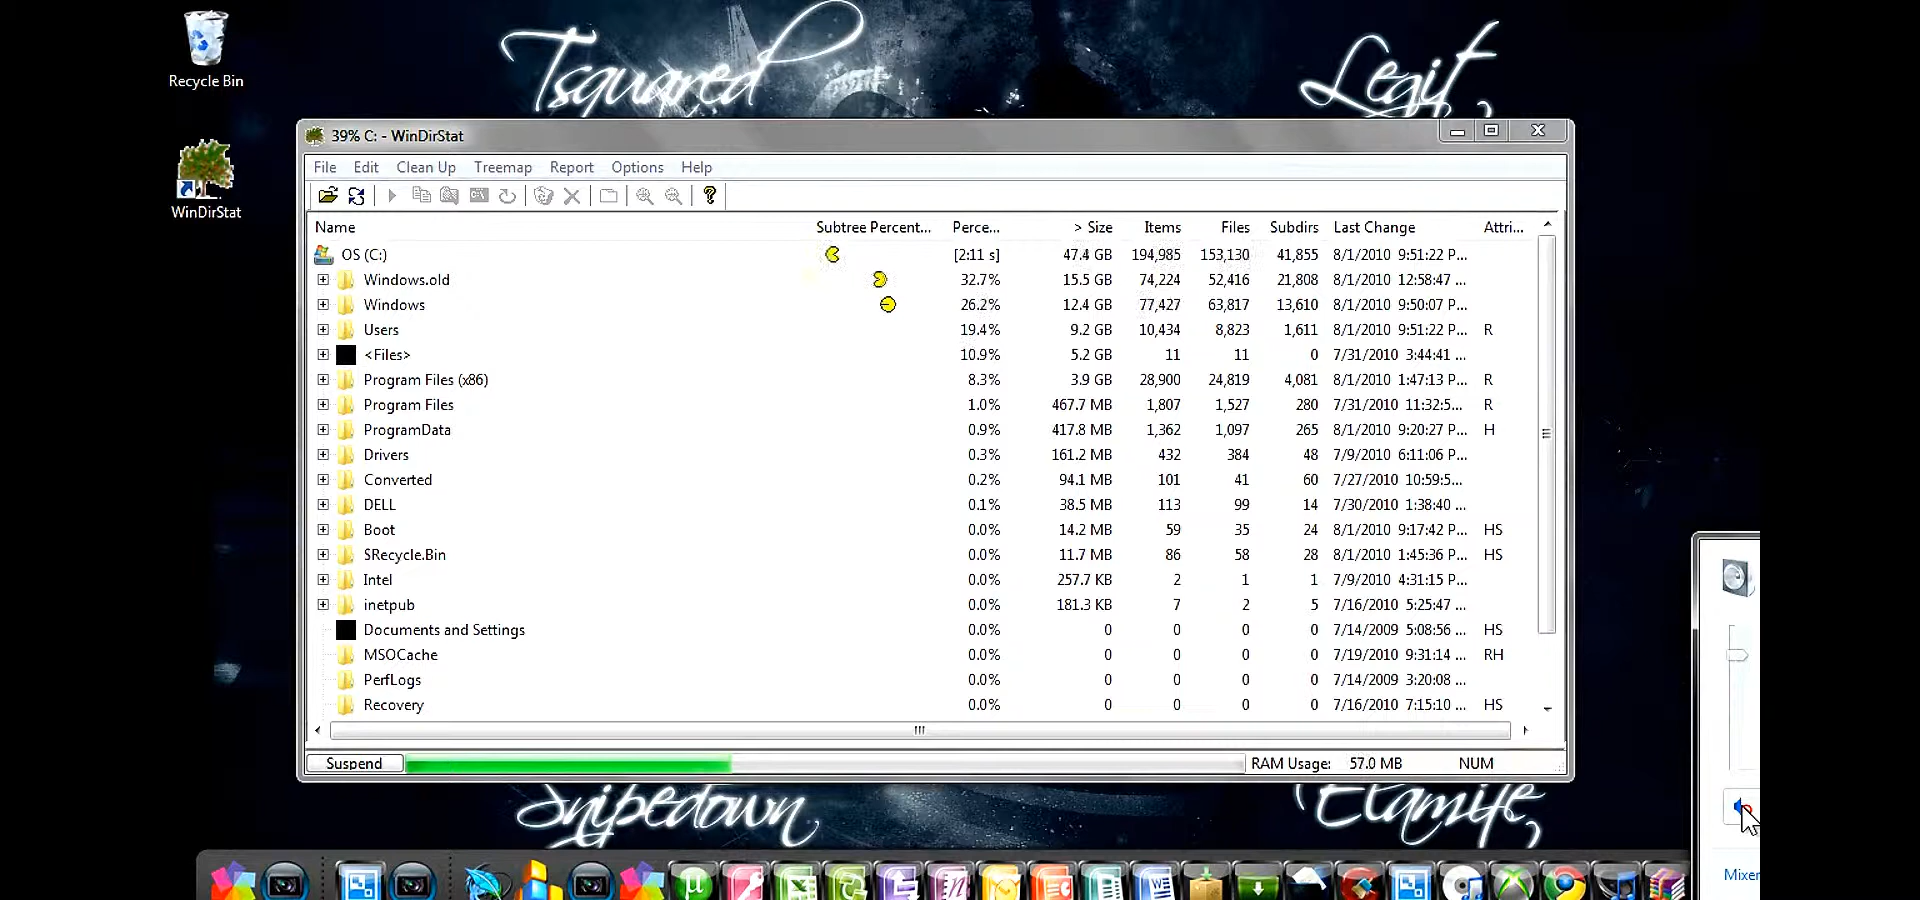 Tsquared
Legit
Recycle Bin
WinDirStat
39% C: - WinDirStat
File Edit Clean Up Treemap Report Options Help
Name Subtree Percent... Perce... > Size Items Files Subdirs Last Change Attri...
OS (C:) [2:11 s] 47.4 GB 194,985 153,130 41,855 8/1/2010 9:51:22 P...
Windows.old 32.7% 15.5 GB 74,224 52,416 21,808 8/1/2010 12:58:47 ...
Windows 26.2% 12.4 GB 77,427 63,817 13,610 8/1/2010 9:50:07 P...
Users 19.4% 9.2 GB 10,434 8,823 1,611 8/1/2010 9:51:22 P... R
<Files> 10.9% 5.2 GB 11 11 0 7/31/2010 3:44:41 ...
Program Files (x86) 8.3% 3.9 GB 28,900 24,819 4,081 8/1/2010 1:47:13 P... R
Program Files 1.0% 467.7 MB 1,807 1,527 280 7/31/2010 11:32:5... R
ProgramData 0.9% 417.8 MB 1,362 1,097 265 8/1/2010 9:20:27 P... H
Drivers 0.3% 161.2 MB 432 384 48 7/9/2010 6:11:06 P...
Converted 0.2% 94.1 MB 101 41 60 7/27/2010 10:59:5...
DELL 0.1% 38.5 MB 113 99 14 7/30/2010 1:38:40 ...
Boot 0.0% 14.2 MB 59 35 24 8/1/2010 9:17:42 P... HS
$Recycle.Bin 0.0% 11.7 MB 86 58 28 8/1/2010 1:45:36 P... HS
Intel 0.0% 257.7 KB 2 1 1 7/9/2010 4:31:15 P...
inetpub 0.0% 181.3 KB 7 2 5 7/16/2010 5:25:47 ...
Documents and Settings 0.0% 0 0 0 0 7/14/2009 5:08:56 ... HS
MSOCache 0.0% 0 0 0 0 7/19/2010 9:31:14 ... RH
PerfLogs 0.0% 0 0 0 0 7/14/2009 3:20:08 ...
Recovery 0.0% 0 0 0 0 7/16/2010 7:15:10 ... HS
Suspend RAM Usage: 57.0 MB NUM
Snipedown,
Elamite,
Mixer